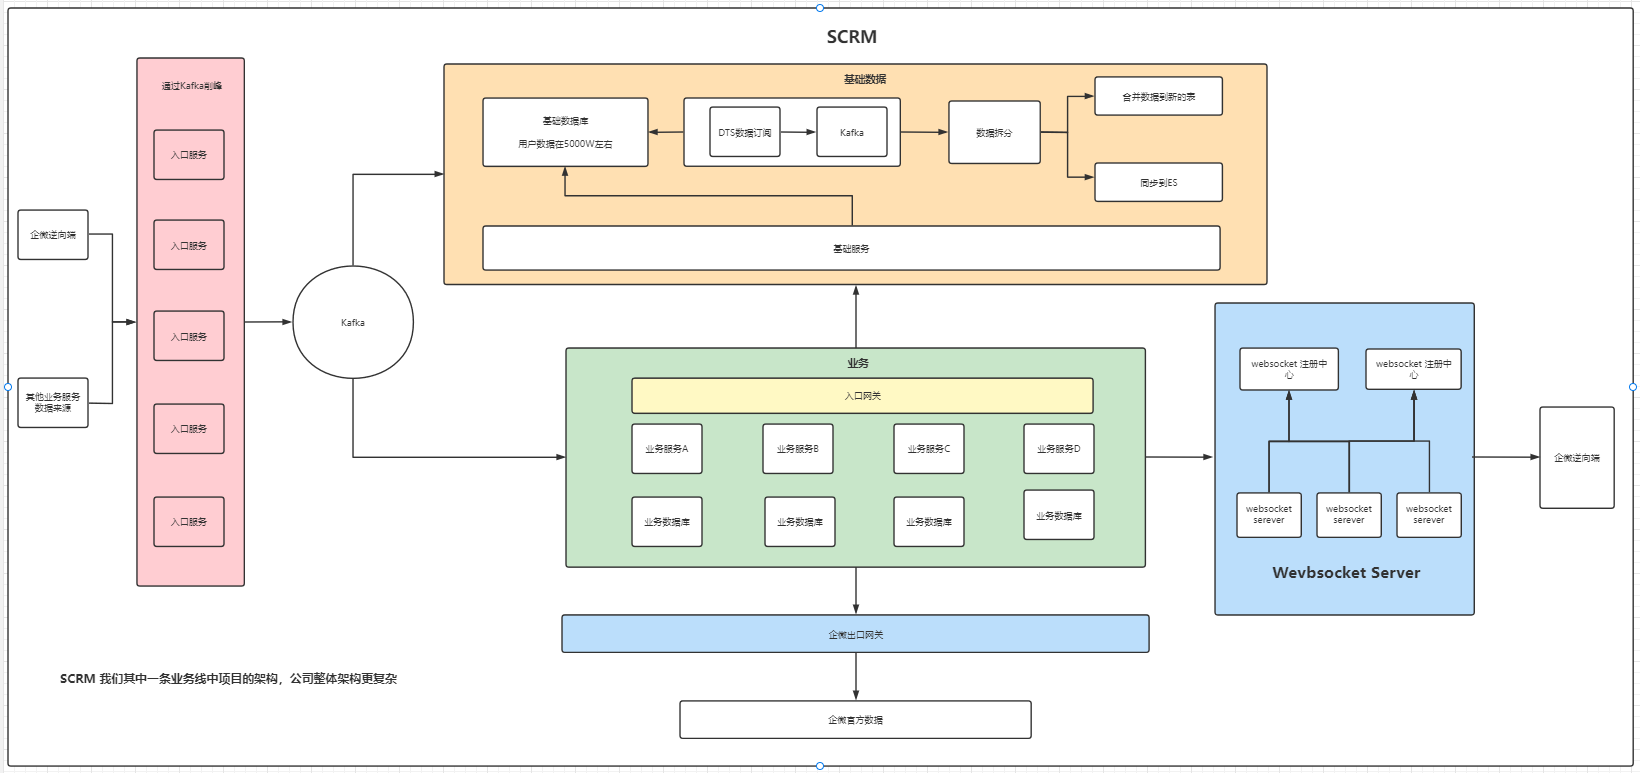 SCRM
通过Kafka削峰
入口服务
入口服务
入口服务
入口服务
入口服务
企微逆向端
其他业务服务
数据来源
Kafka
基础数据
基础数据库
用户数据在5000W左右
DTS数据订阅
Kafka
数据拆分
合并数据到新的表
同步到ES
基础服务
业务
入口网关
业务服务A
业务服务B
业务服务C
业务服务D
业务数据库
业务数据库
业务数据库
业务数据库
websocket 注册中
心
websocket 注册中
心
websocket
serever
websocket
serever
websocket
serever
Wevbsocket Server
企微逆向端
企微出口网关
企微官方数据
SCRM 我们其中一条业务线中项目的架构，公司整体架构更复杂